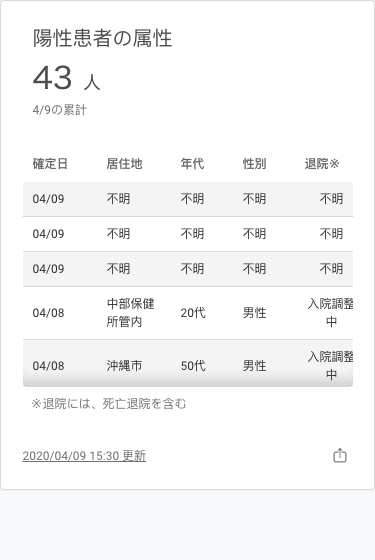 陽性患者の属性
43 人
4/9の累計
確定日 居住地 年代 性別 退院※
04/09 不明 不明 不明 不明
04/09 不明 不明 不明 不明
04/09 不明 不明 不明 不明
04/08 中部保健 20代 男性 入院調整
所管内 中
04/08 沖縄市 50代 男性 入院調整
中
※退院には、死亡退院を含む
2020/04/09 15:30 更新